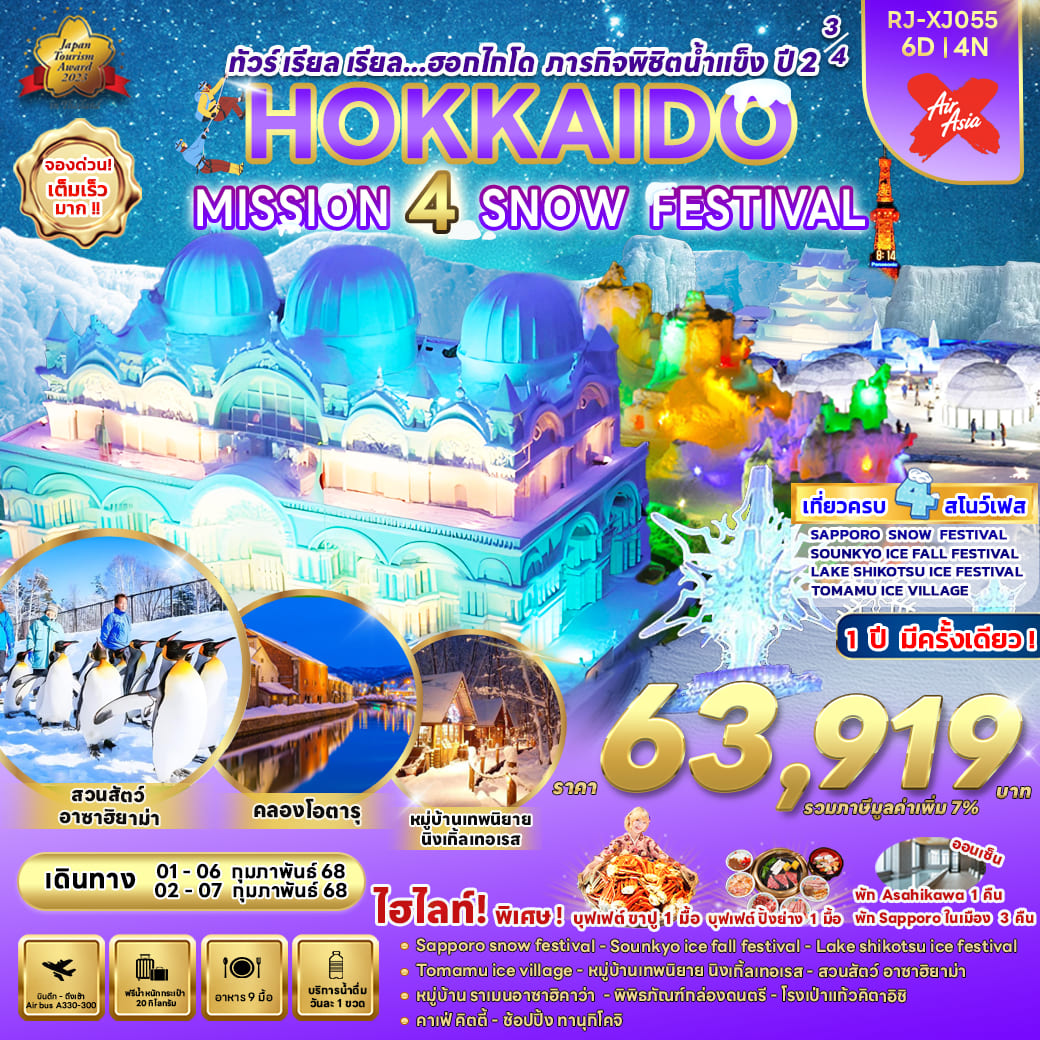 Japan
Tourism
Award
2023
RJ-XJ055
6D | 4N
Air
Asia
ทัวร์ เรียล เรียล...ฮอกไกโด ภารกิจพิชิตน้ำแข็ง ปี 2 3/4
HOKKAIDO
MISSION 4 SNOW FESTIVAL
จองด่วน!
เต็มเร็ว
มาก !!
8:14
Panasonic
เที่ยวครบ 4 สโนว์เฟส
SAPPORO SNOW FESTIVAL
SOUNKYO ICE FALL FESTIVAL
LAKE SHIKOTSU ICE FESTIVAL
TOMAMU ICE VILLAGE
1 ปี มีครั้งเดียว !
ราคา 63,919 บาท
รวมภาษีมูลค่าเพิ่ม 7%
สวนสัตว์
อาซาฮิยาม่า
คลองโอตารุ
หมู่บ้านเทพนิยาย
นิงเกิ้ลเทอเรส
เดินทาง
01 - 06 กุมภาพันธ์ 68
02 - 07 กุมภาพันธ์ 68
ไฮไลท์! พิเศษ ! บุฟเฟต์ ขาปู 1 มื้อ บุฟเฟต์ ปิ้งย่าง 1 มื้อ
ออนเซ็น
พัก Asahikawa 1 คืน
พัก Sapporo ในเมือง 3 คืน
• Sapporo snow festival - Sounkyo ice fall festival - Lake shikotsu ice festival
• Tomamu ice village - หมู่บ้านเทพนิยาย นิงเกิ้ลเทอเรส - สวนสัตว์ อาซาฮิยาม่า
• หมู่บ้าน ราเมนอาซาฮิคาว่า - พิพิธภัณฑ์กล่องดนตรี - โรงเป่าแก้วคิตาอิชิ
• คาเฟ่ คิตตี้ - ช้อปปิ้ง ทานุกิโคจิ
บินดึก - ถึงเช้า
Air bus A330-300
ฟรีน้ำหนักกระเป๋า
20 กิโลกรัม
อาหาร 9 มื้อ
บริการน้ำดื่ม
วันละ 1 ขวด